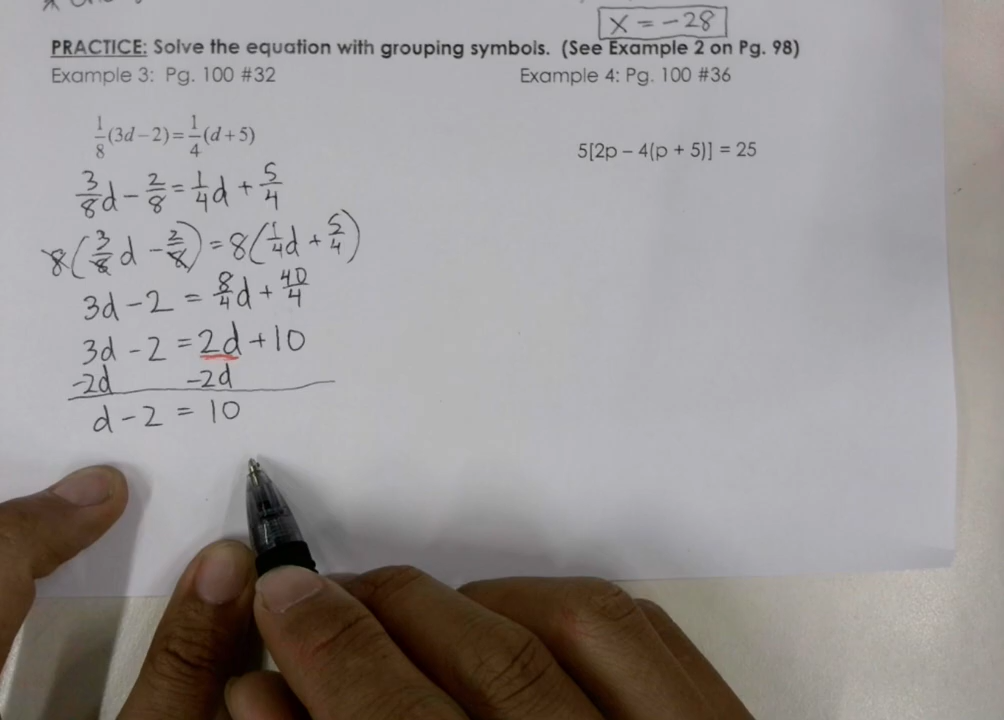 x = -28
PRACTICE: Solve the equation with grouping symbols. (See Example 2 on Pg. 98)
Example 3: Pg. 100 #32
1/8(3d – 2) = 1/4(d + 5)
3/8d - 2/8 = 1/4d + 5/4
8(3/8d - 2/8) = 8(1/4d + 5/4)
3d - 2 = 8/4d + 40/4
3d - 2 = 2d + 10
-2d -2d
d - 2 = 10
Example 4: Pg. 100 #36
5[2p – 4(p + 5)] = 25